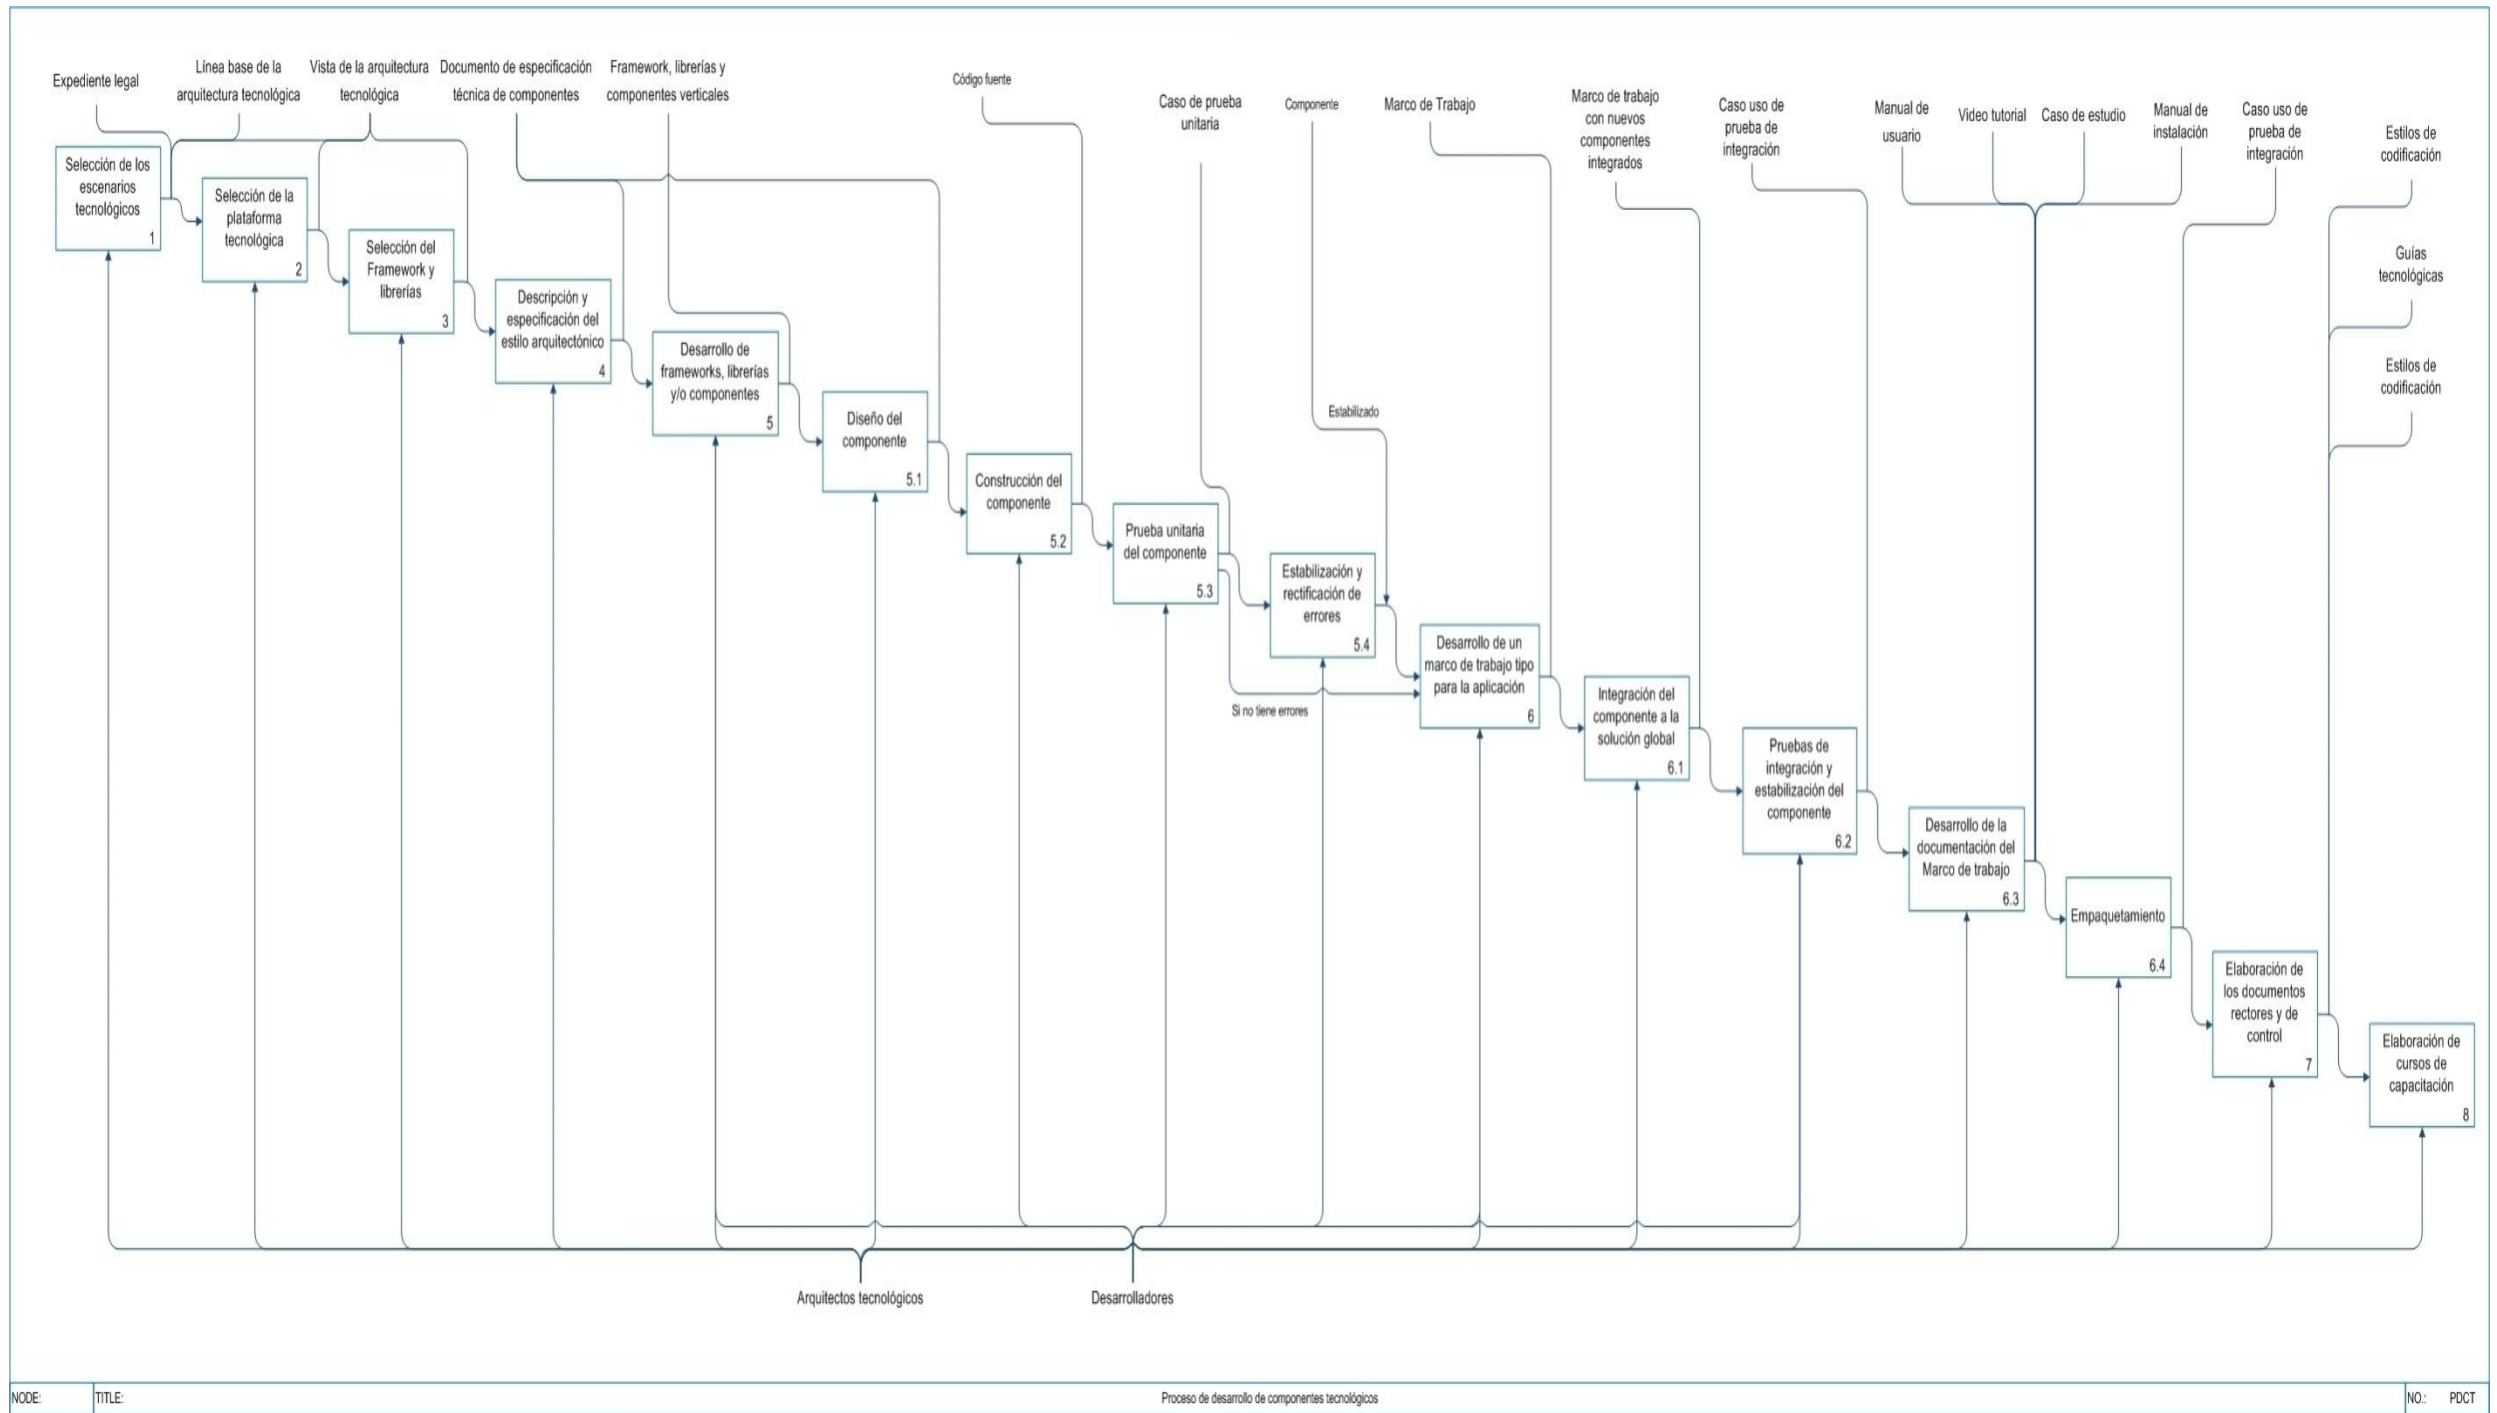 Expediente legal
Línea base de la
arquitectura tecnológica
Vista de la arquitectura
tecnológica
Documento de especificación
técnica de componentes
Framework, librerías y
componentes verticales
Código fuente
Caso de prueba
unitaria
Componente
Marco de Trabajo
Marco de trabajo
con nuevos
componentes
integrados
Caso uso de
prueba de
integración
Manual de
usuario
Video tutorial
Caso de estudio
Manual de
instalación
Caso uso de
prueba de
integración
Estilos de
codificación
Guías
tecnológicas
Estilos de
codificación
Selección de los
escenarios
tecnológicos
1
Selección de la
plataforma
tecnológica
2
Selección del
Framework y
librerías
3
Descripción y
especificación del
estilo arquitectónico
4
Desarrollo de
frameworks, librerías
y/o componentes
5
Diseño del
componente
5.1
Construcción del
componente
5.2
Prueba unitaria
del componente
5.3
Estabilizado
Estabilización y
rectificación de
errores
5.4
Si no tiene errores
Desarrollo de un
marco de trabajo tipo
para la aplicación
6
Integración del
componente a la
solución global
6.1
Pruebas de
integración y
estabilización del
componente
6.2
Desarrollo de la
documentación del
Marco de trabajo
6.3
Empaquetamiento
6.4
Elaboración de
los documentos
rectores y de
control
7
Elaboración de
cursos de
capacitación
8
Arquitectos tecnológicos
Desarrolladores
NODE:
TITLE:
Proceso de desarrollo de componentes tecnológicos
NO.: PDCT